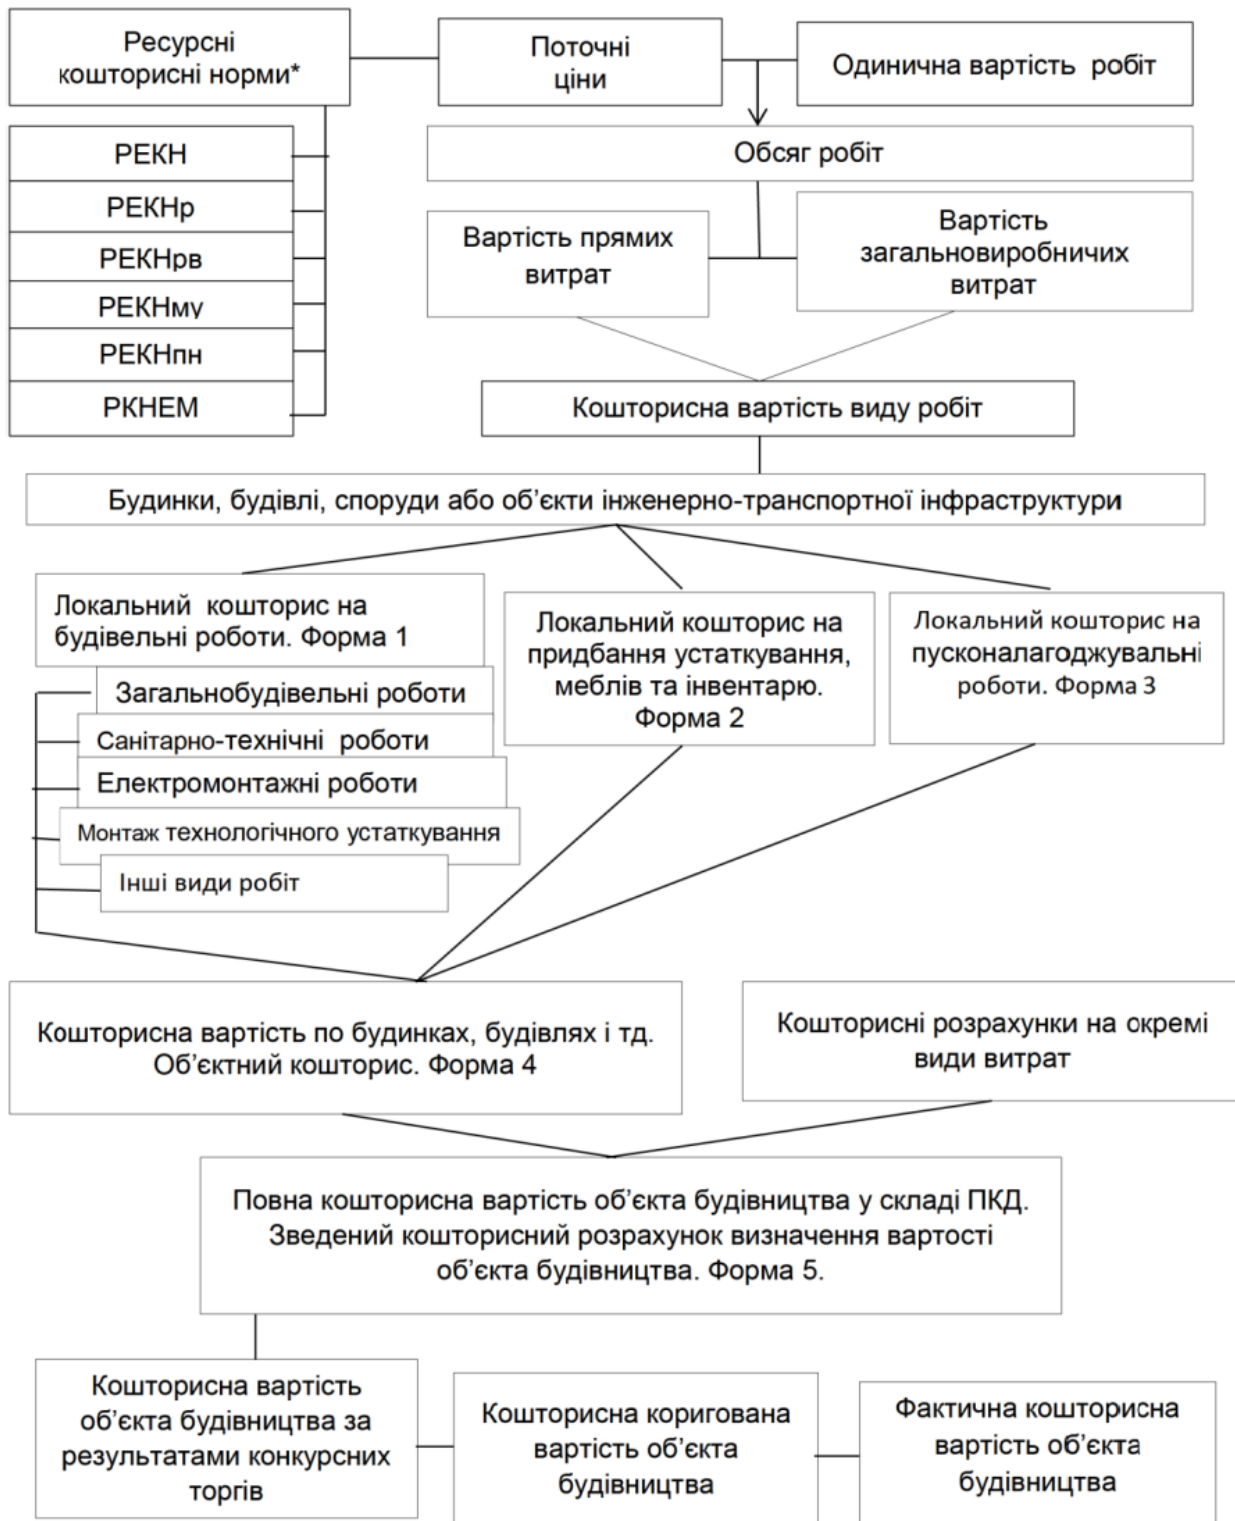 Ресурсні
кошторисні норми*
Поточні
ціни
Одинична вартість робіт
РЕКН
РЕКНр
РЕКНрв
РЕКНму
РЕКНпн
РКНЕМ
Обсяг робіт
Вартість прямих
витрат
Вартість
загальновиробничих
витрат
Кошторисна вартість виду робіт
Будинки, будівлі, споруди або об’єкти інженерно-транспортної інфраструктури
Локальний кошторис на
будівельні роботи. Форма 1
Загальнобудівельні роботи
Санітарно-технічні роботи
Електромонтажні роботи
Монтаж технологічного устаткування
Інші види робіт
Локальний кошторис на
придбання устаткування,
меблів та інвентарю.
Форма 2
Локальний кошторис на
пусконалагоджувальні
роботи. Форма 3
Кошторисна вартість по будинках, будівлях і тд.
Об’єктний кошторис. Форма 4
Кошторисні розрахунки на окремі
види витрат
Повна кошторисна вартість об’єкта будівництва у складі ПКД.
Зведений кошторисний розрахунок визначення вартості
об’єкта будівництва. Форма 5.
Кошторисна вартість
об’єкта будівництва за
результатами конкурсних
торгів
Кошторисна коригована
вартість об’єкта
будівництва
Фактична кошторисна
вартість об’єкта
будівництва